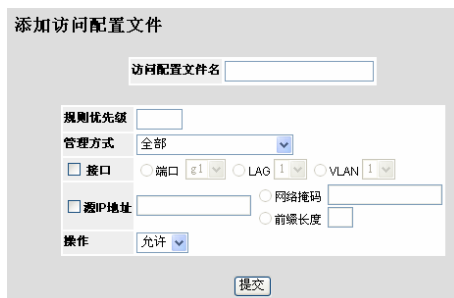 添加访问配置文件
访问配置文件名
规则优先级
管理方式 全部
接口 端口 g1 LAG 1 VLAN 1
源IP地址 网络掩码
前缀长度
操作 允许
提交